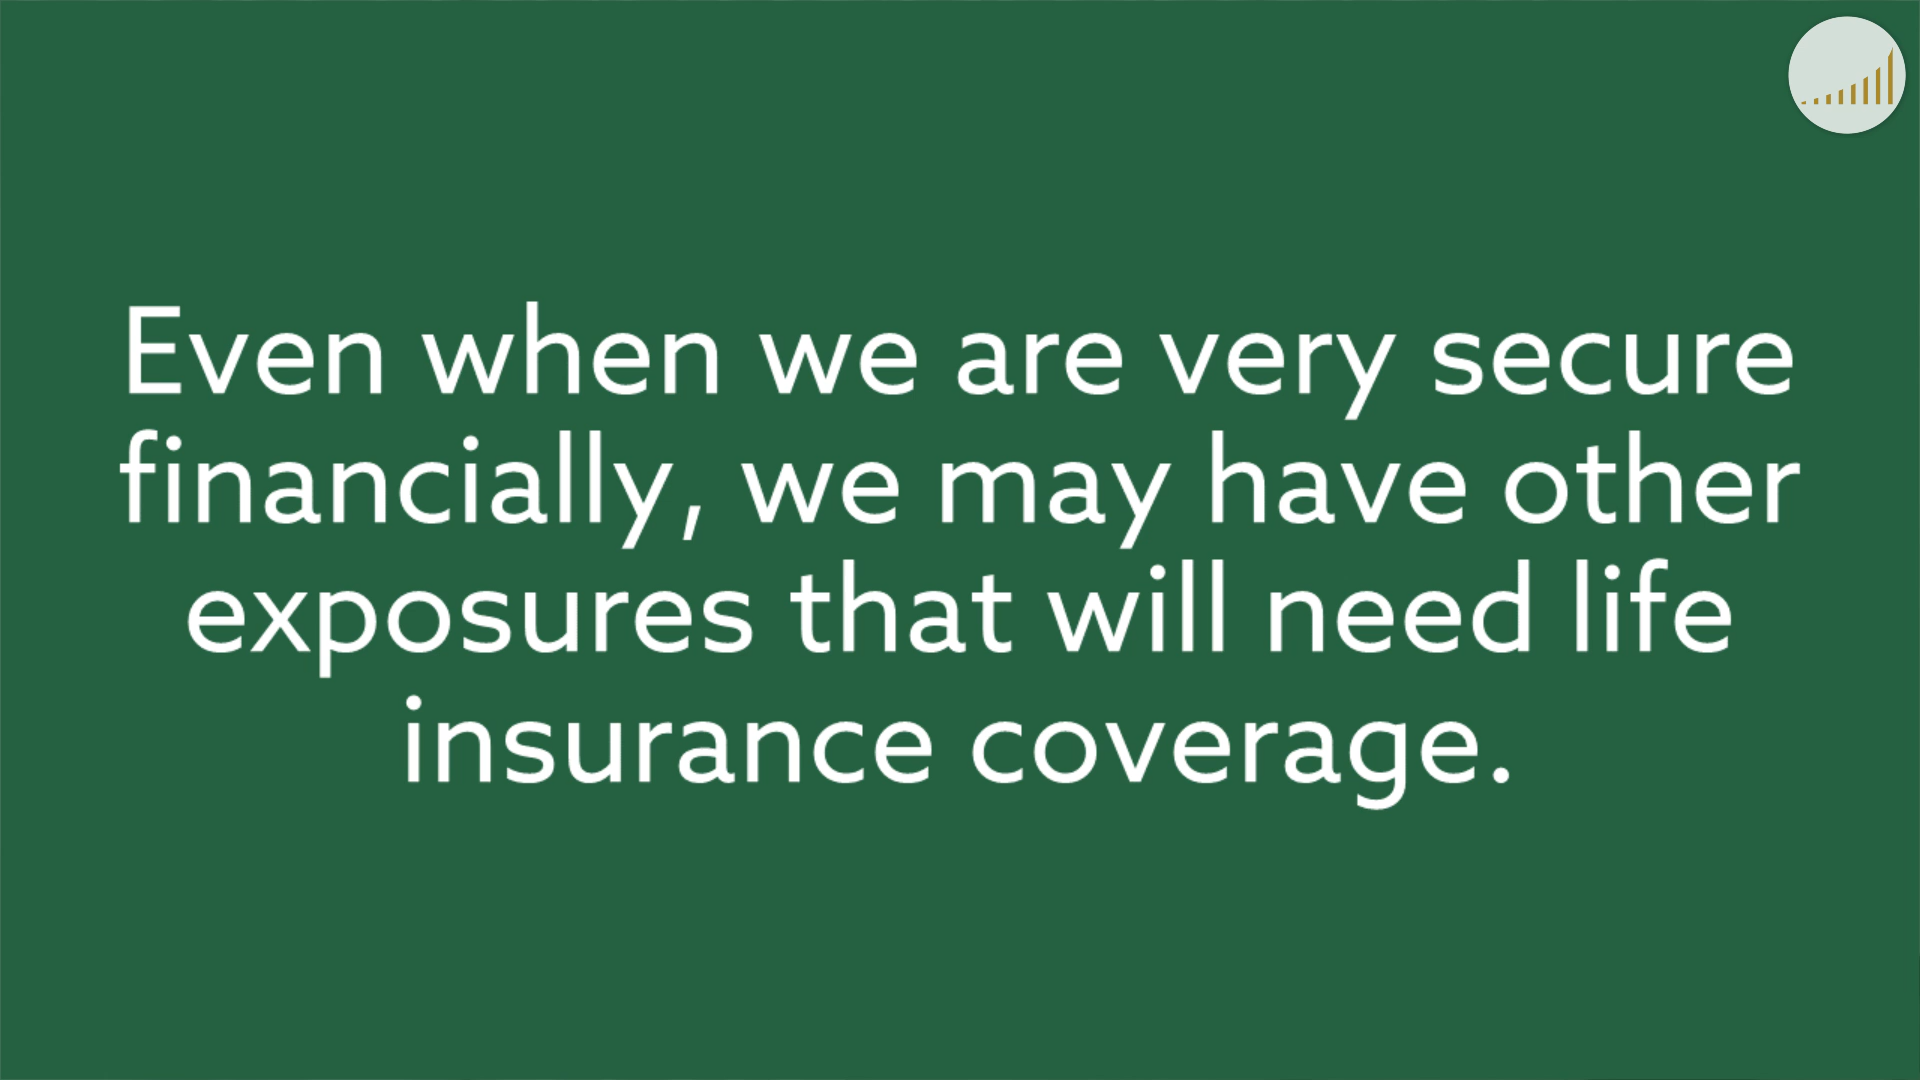 Even when we are very secure
financially, we may have other
exposures that will need life
insurance coverage.